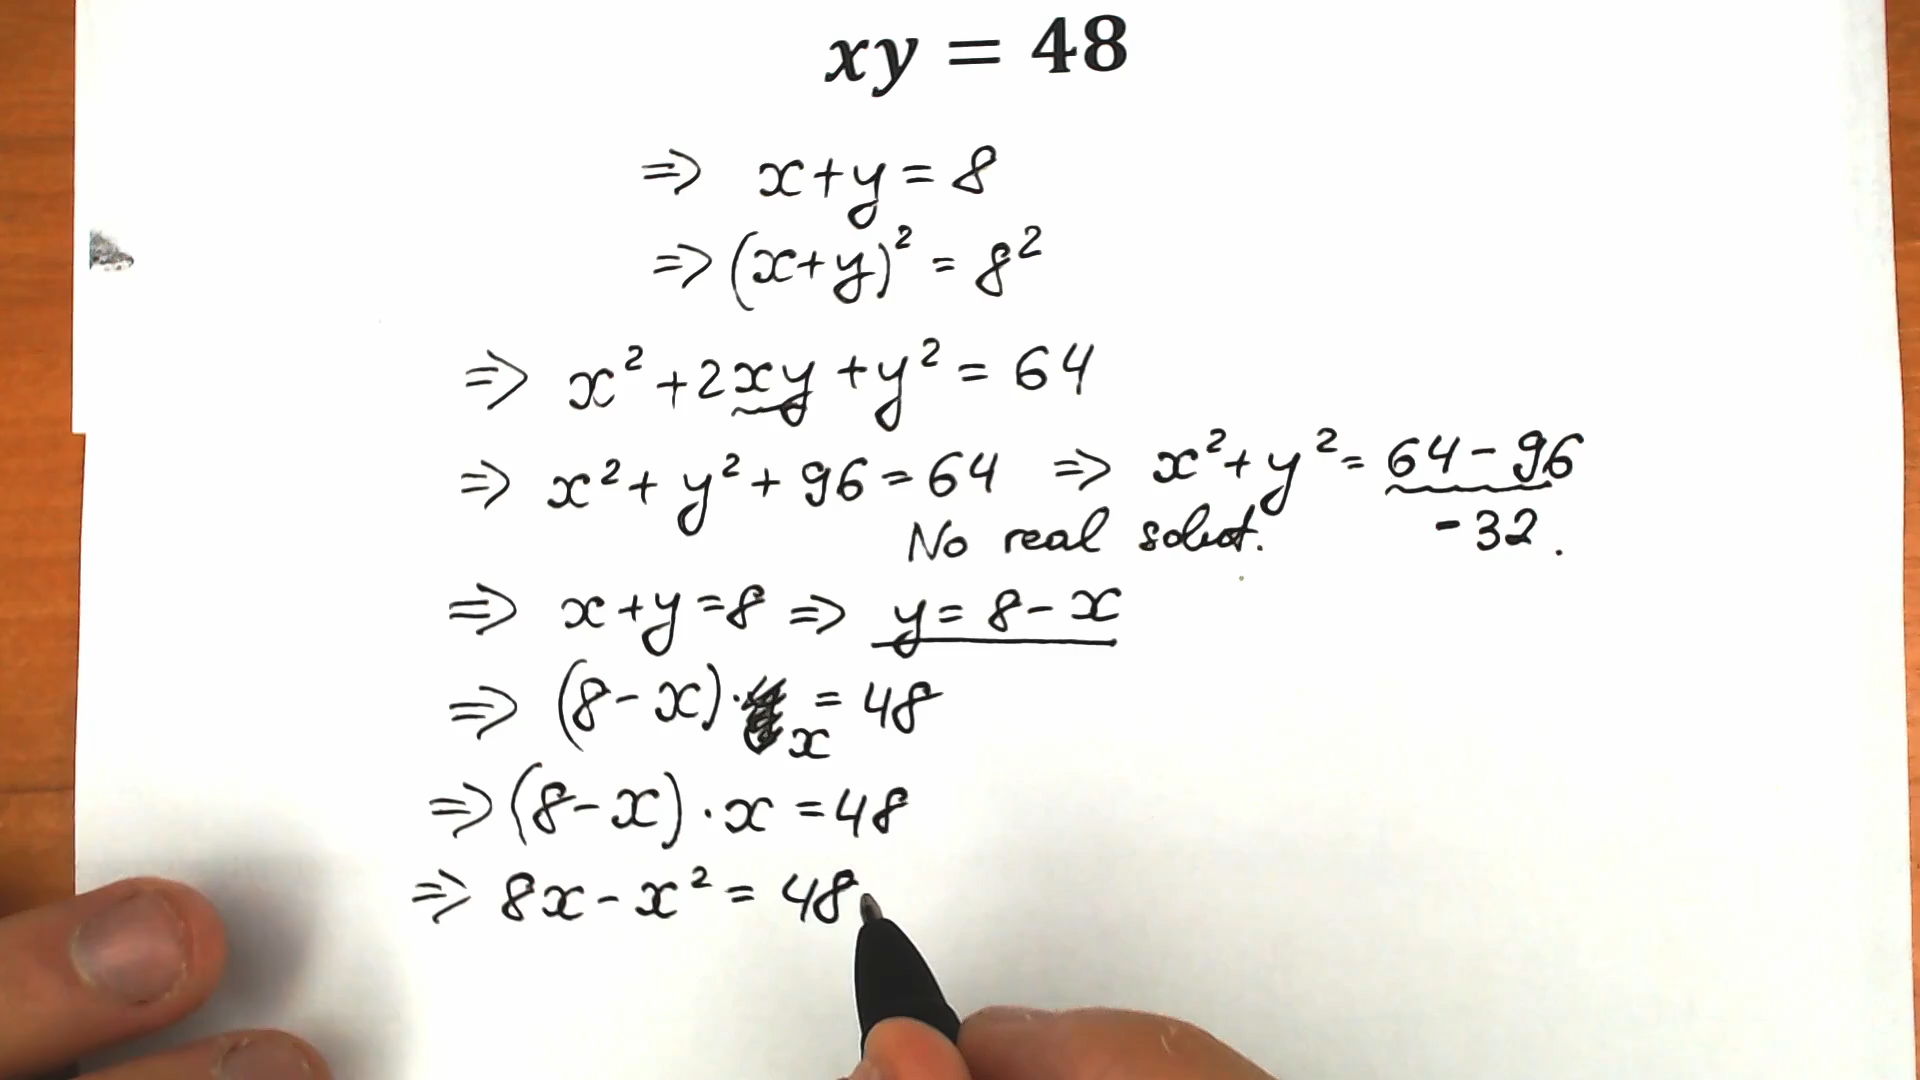 xy = 48
⇒ x+y = 8
⇒ (x+y)² = 8²
⇒ x² + 2xy + y² = 64
⇒ x² + y² + 96 = 64 ⇒ x² + y² = 64 - 96
No real solut. -32.
⇒ x+y = 8 ⇒ y = 8 - x
⇒ (8 - x) · x = 48
⇒ (8 - x) · x = 48
⇒ 8x - x² = 48